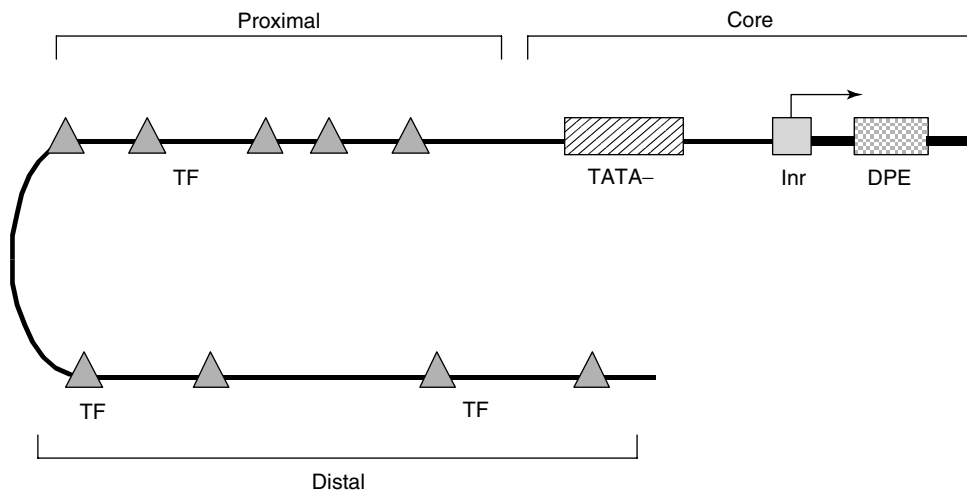 Proximal
Core
TF
TATA–
Inr
DPE
TF
TF
Distal